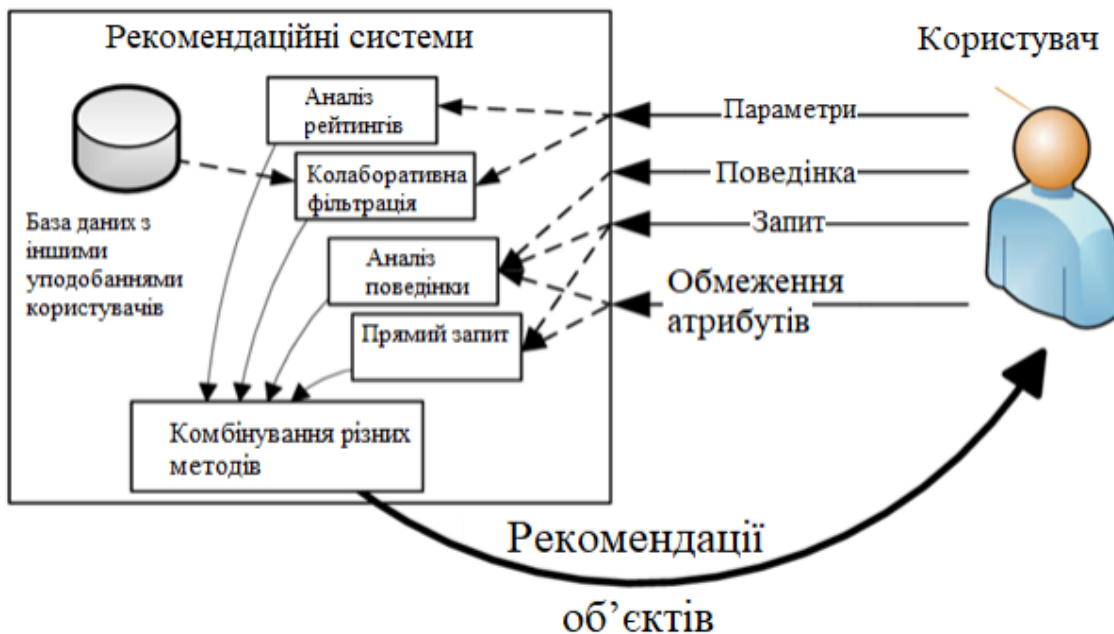 Рекомендаційні системи
Користувач
Аналіз
рейтингів
Колаборативна
фільтрація
База даних з
іншими
уподобаннями
користувачів
Аналіз
поведінки
Прямий запит
Комбінування різних
методів
Параметри
Поведінка
Запит
Обмеження
атрибутів
Рекомендації
об’єктів